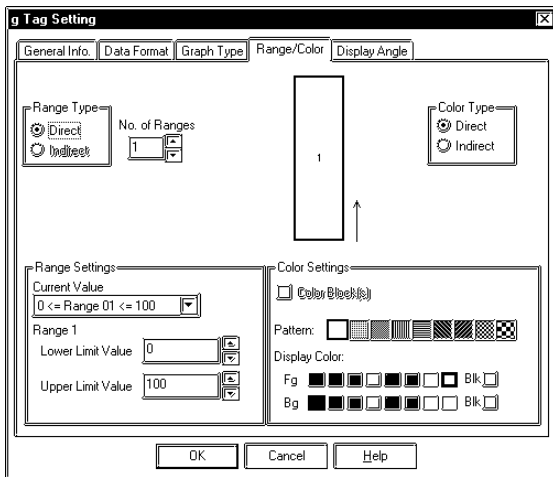 g Tag Setting
General Info.
Data Format
Graph Type
Range/Color
Display Angle
Range Type
Direct
Indirect
No. of Ranges
1
1
Color Type
Direct
Indirect
Range Settings
Current Value
0 <= Range 01 <= 100
Range 1
Lower Limit Value
0
Upper Limit Value
100
Color Settings
Color Block(s)
Pattern:
Display Color:
Fg
Blk
Bg
Blk
OK
Cancel
Help